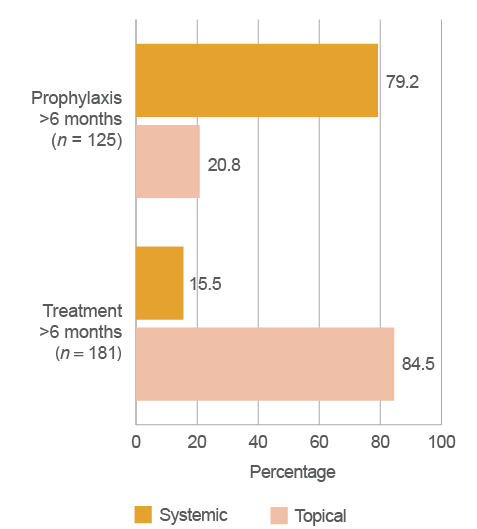 Prophylaxis
>6 months
(n = 125)
79.2
20.8
Treatment
>6 months
(n = 181)
15.5
84.5
0 20 40 60 80 100
Percentage
Systemic Topical